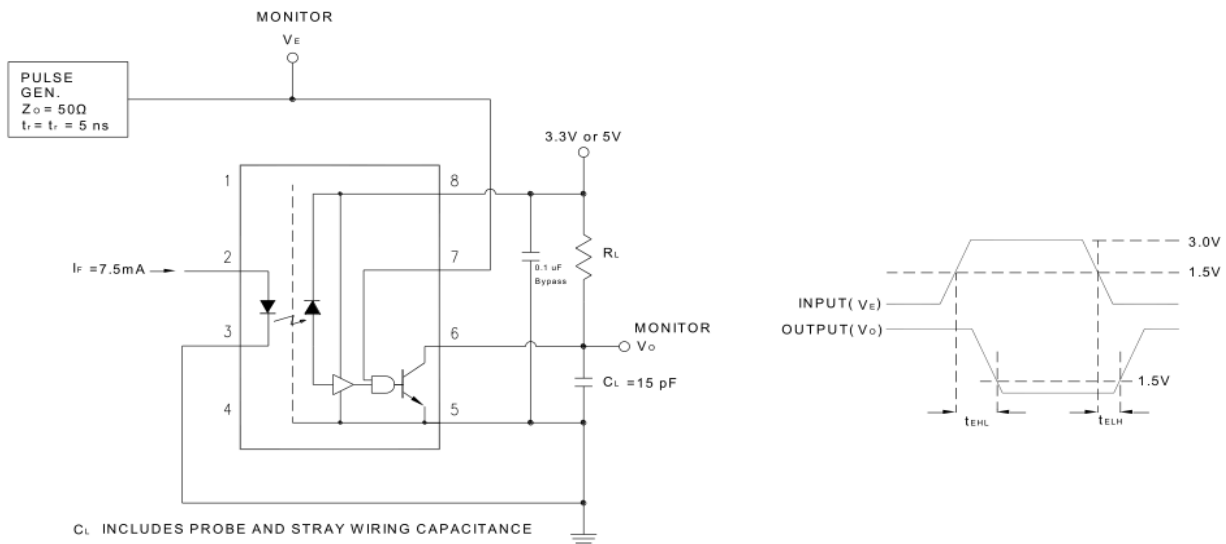 MONITOR
VE
PULSE
GEN.
Zo = 50Ω
tr = tr = 5 ns
3.3V or 5V
1
8
2
7
IF =7.5mA
0.1 uF
Bypass
RL
3
6
MONITOR
Vo
CL =15 pF
4
5
CL INCLUDES PROBE AND STRAY WIRING CAPACITANCE
3.0V
1.5V
INPUT(VE)
OUTPUT(Vo)
1.5V
tEHL
tELH